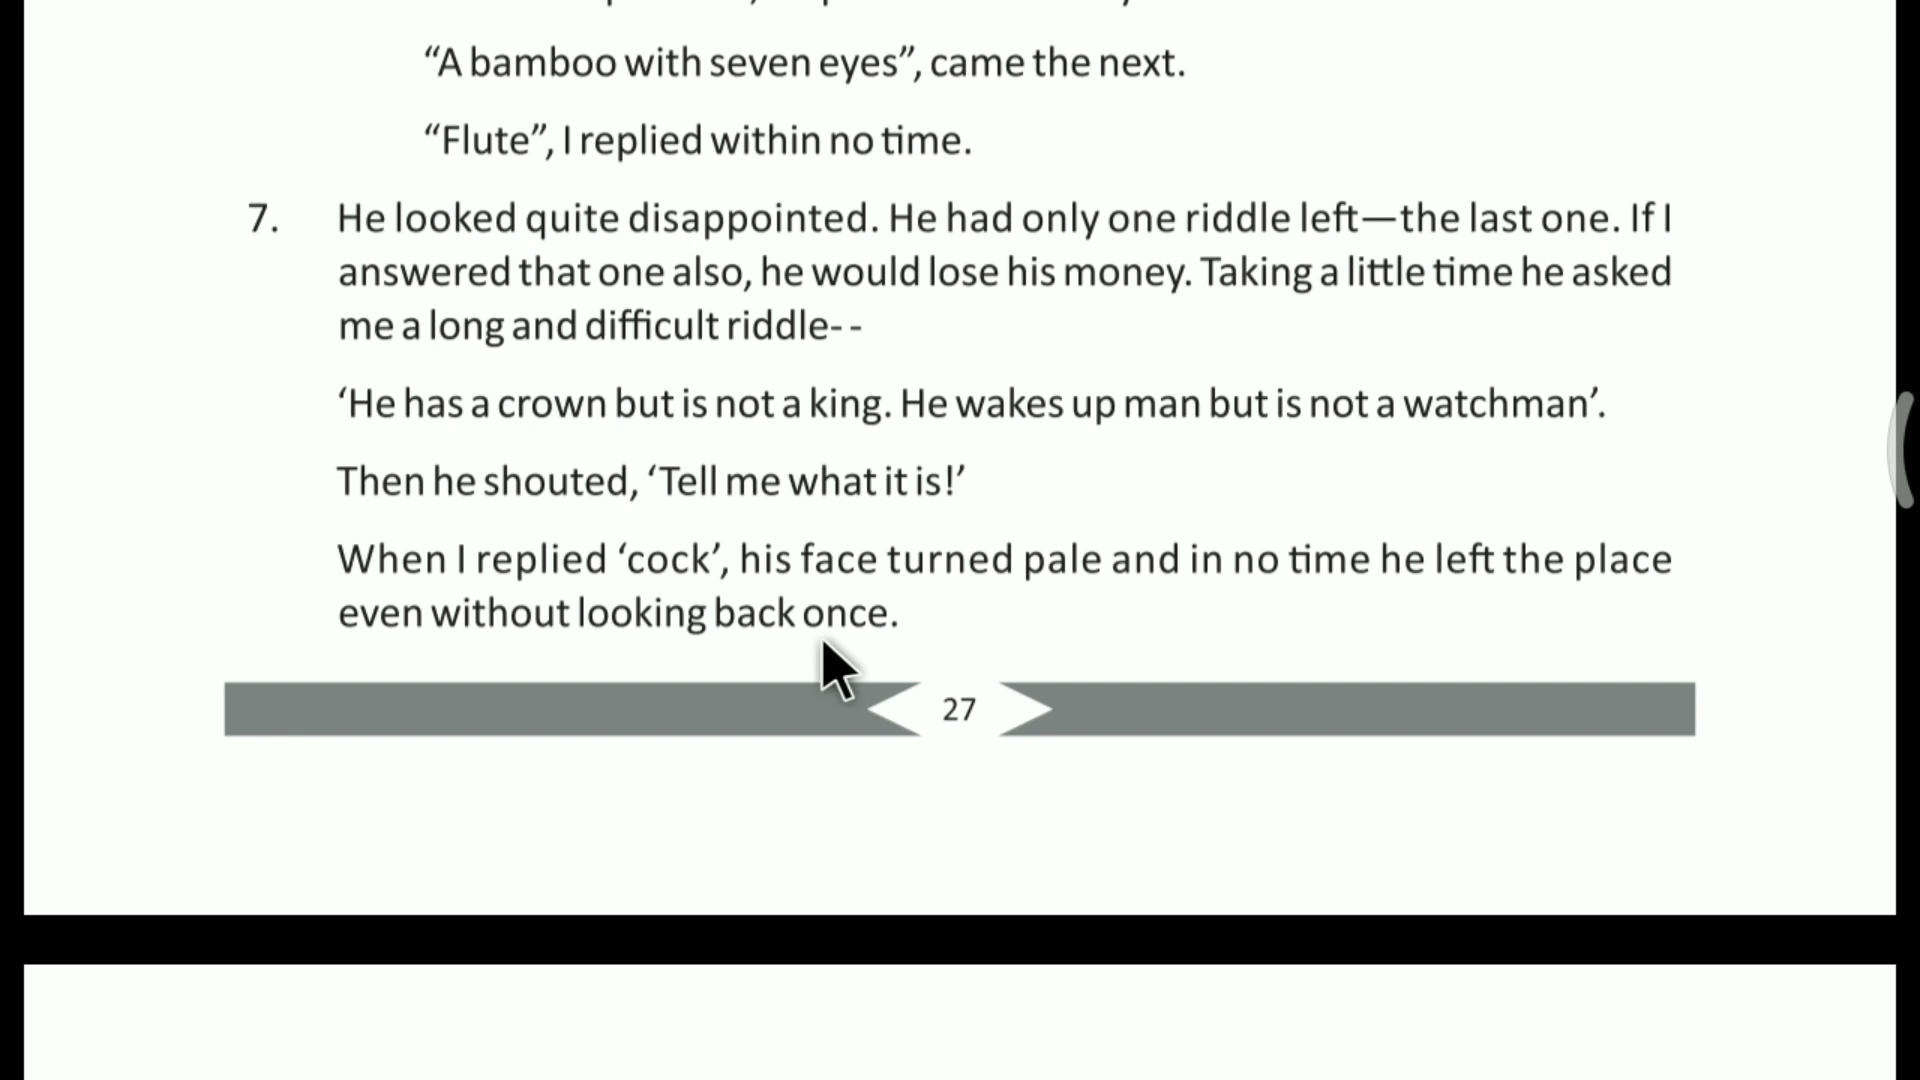 “A bamboo with seven eyes”, came the next.
“Flute”, I replied within no time.
7. He looked quite disappointed. He had only one riddle left—the last one. If I
answered that one also, he would lose his money. Taking a little time he asked
me a long and difficult riddle- -
‘He has a crown but is not a king. He wakes up man but is not a watchman’.
Then he shouted, ‘Tell me what it is!’
When I replied ‘cock’, his face turned pale and in no time he left the place
even without looking back once.
27